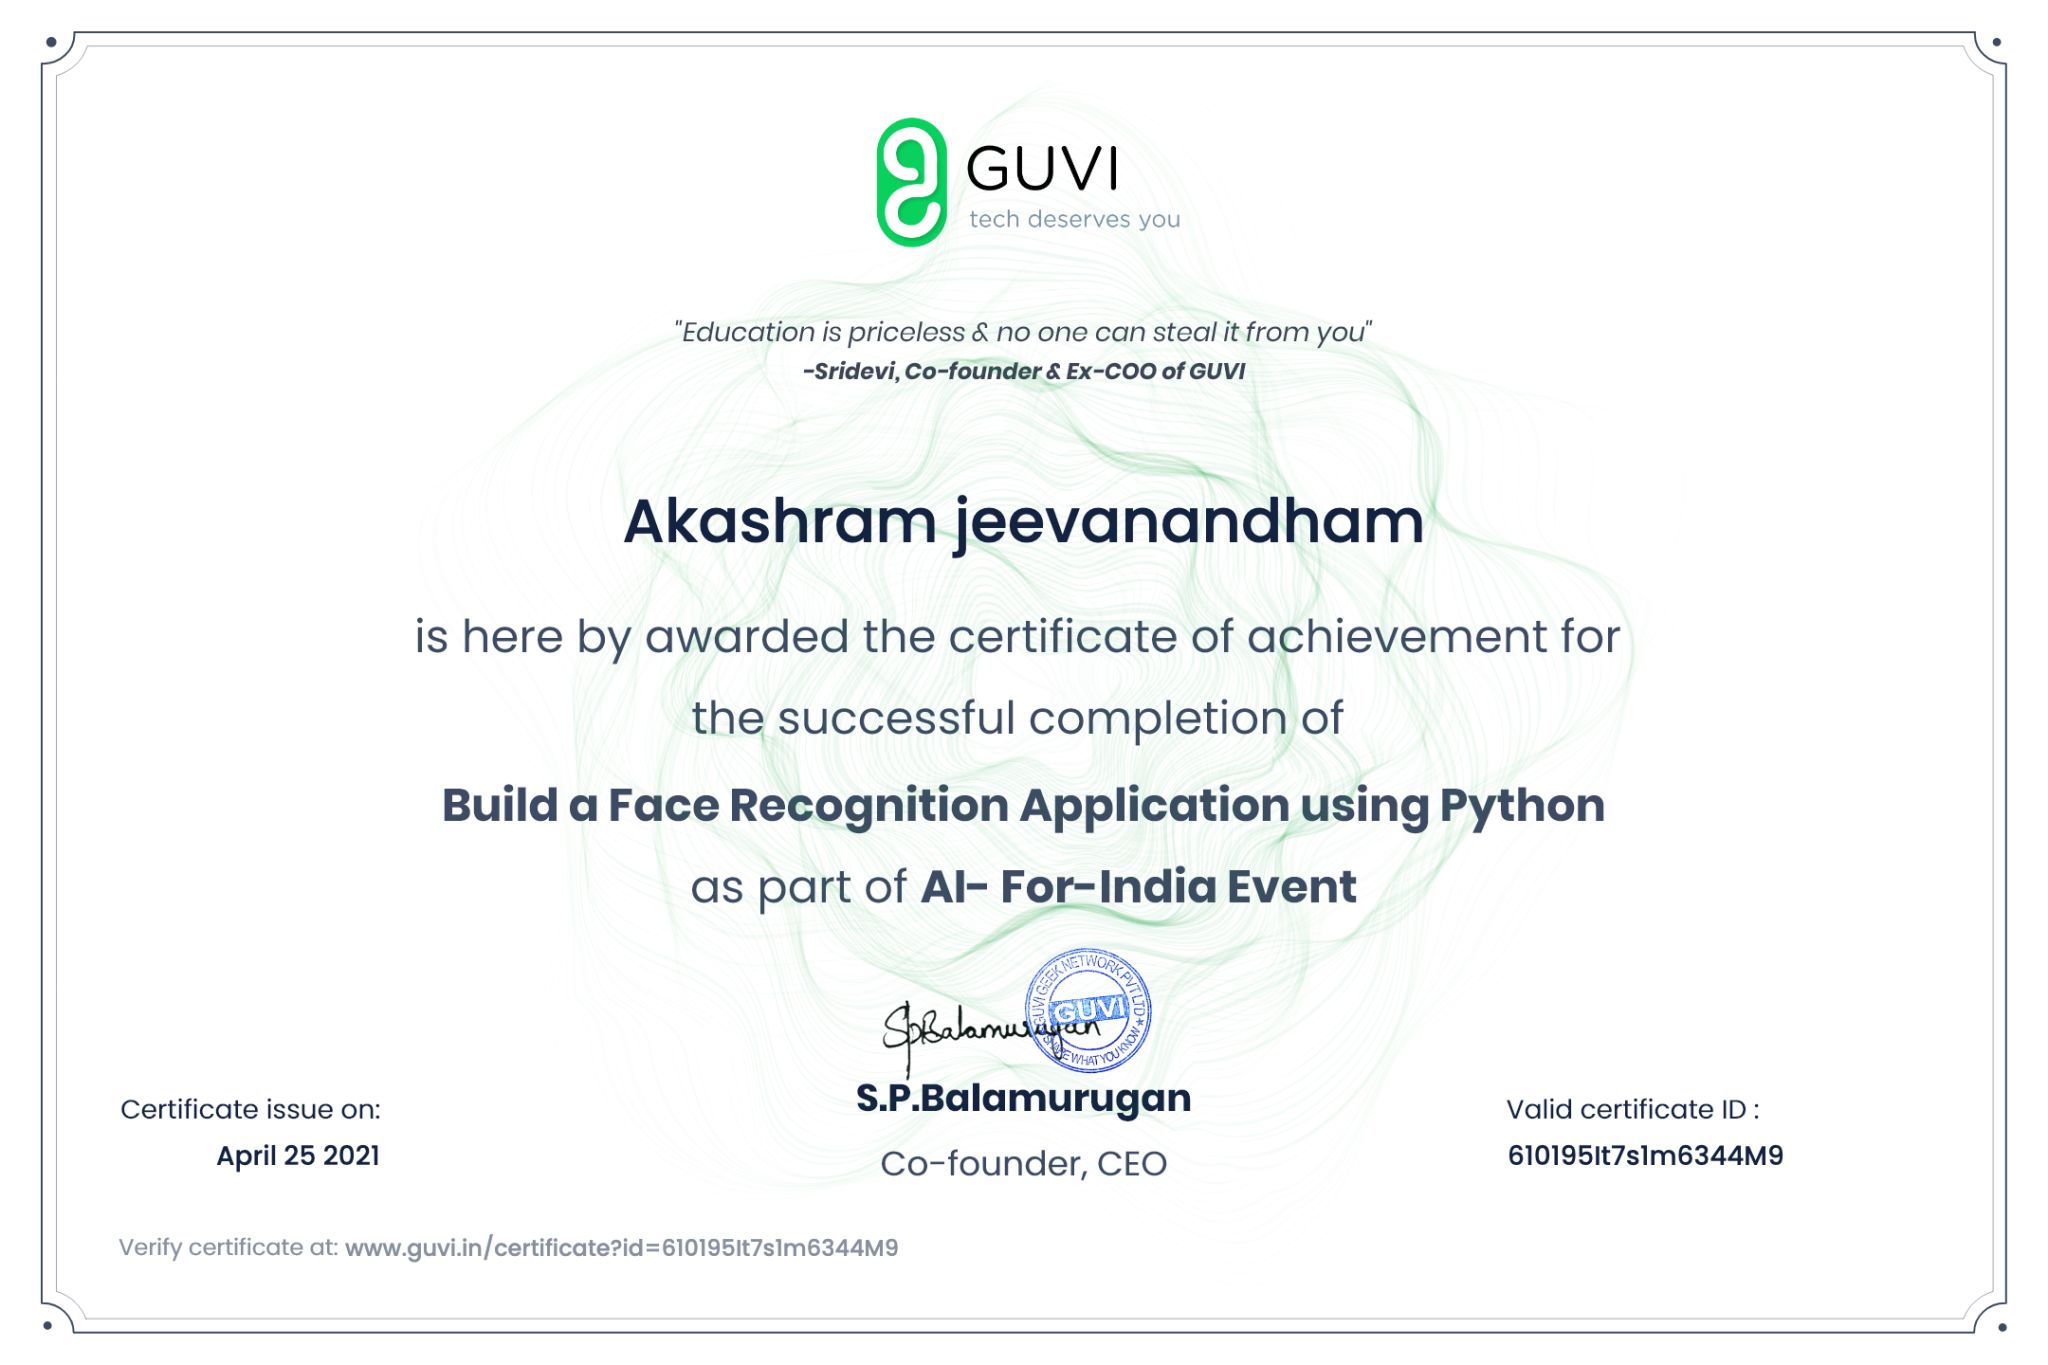 GUVI
tech deserves you
"Education is priceless & no one can steal it from you"
-Sridevi, Co-founder & Ex-COO of GUVI
Akashram jeevanandham
is here by awarded the certificate of achievement for
the successful completion of
Build a Face Recognition Application using Python
as part of AI- For-India Event
GUVI GEEK NETWORK PVT LTD
GUVI
SHARE WHAT YOU KNOW
SpBalamurugan
S.P.Balamurugan
Co-founder, CEO
Certificate issue on:
April 25 2021
Valid certificate ID :
610195It7s1m6344M9
Verify certificate at: www.guvi.in/certificate?id=610195It7s1m6344M9